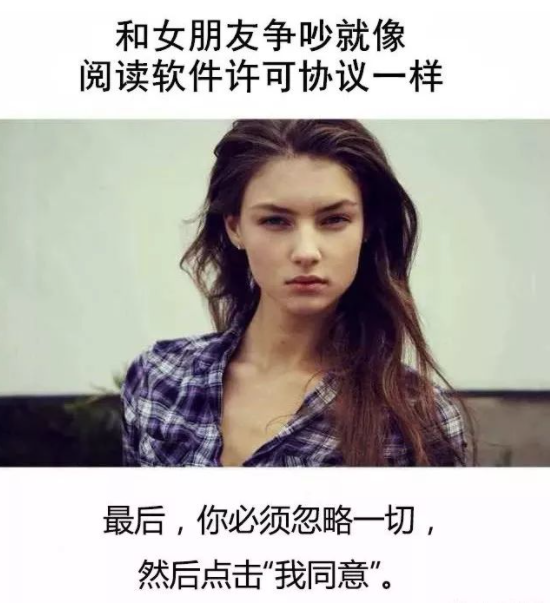 和女朋友争吵就像
阅读软件许可协议一样
最后，你必须忽略一切，
然后点击“我同意”。